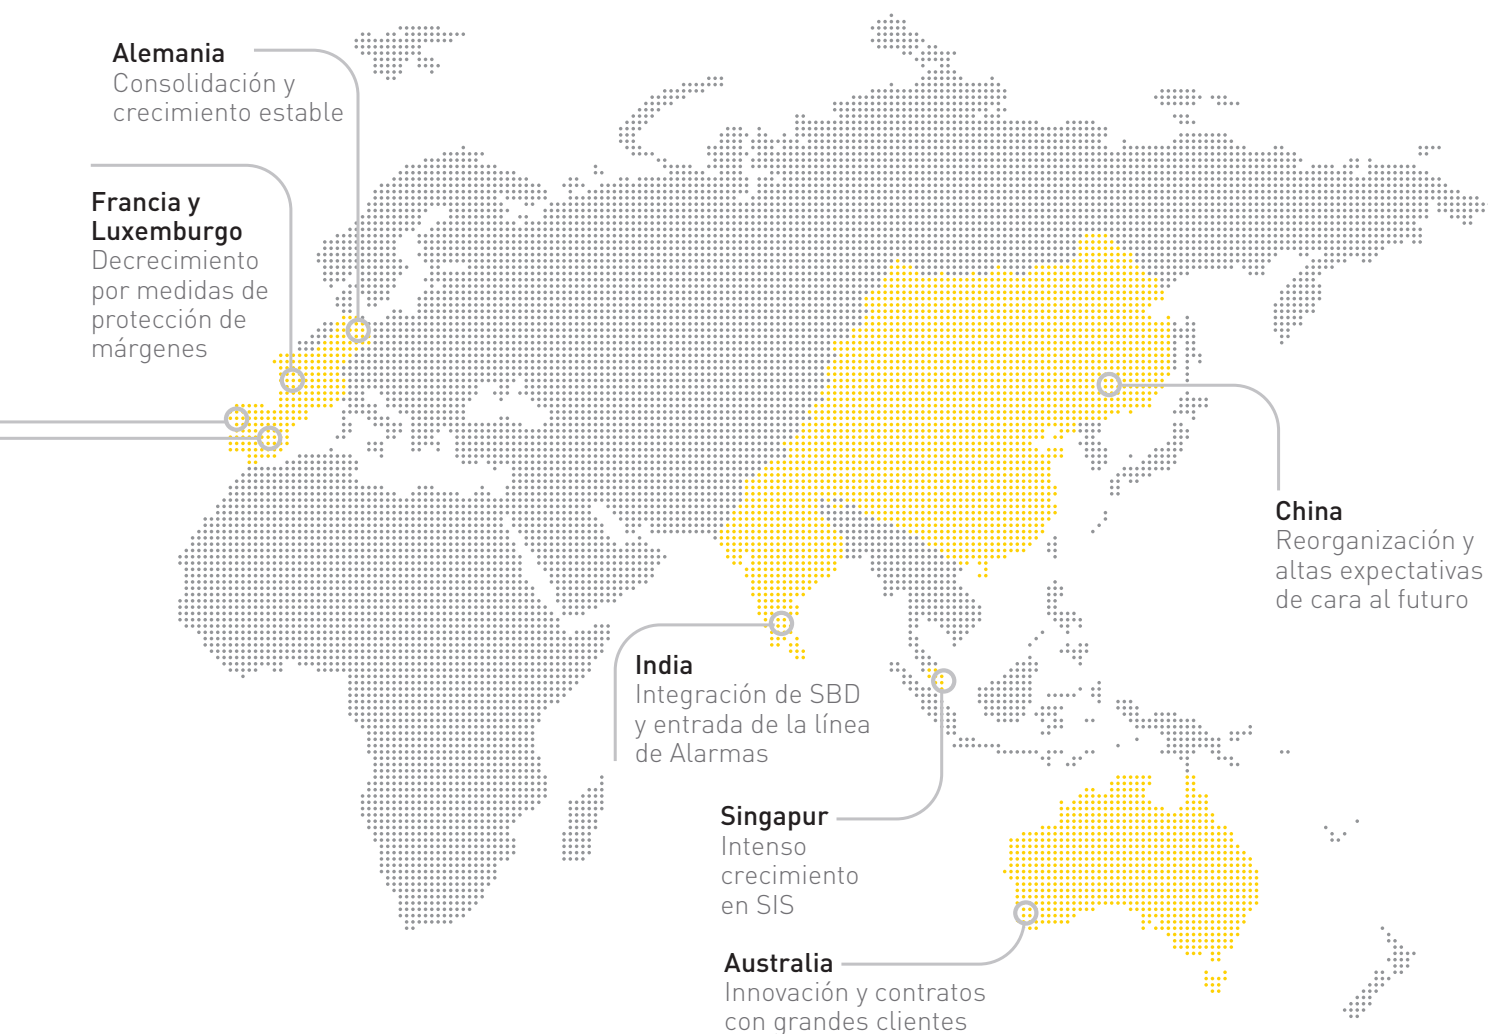 Alemania
Consolidación y
crecimiento estable
Francia y
Luxemburgo
Decrecimiento
por medidas de
protección de
márgenes
China
Reorganización y
altas expectativas
de cara al futuro
India
Integración de SBD
y entrada de la línea
de Alarmas
Singapur
Intenso
crecimiento
en SIS
Australia
Innovación y contratos
con grandes clientes